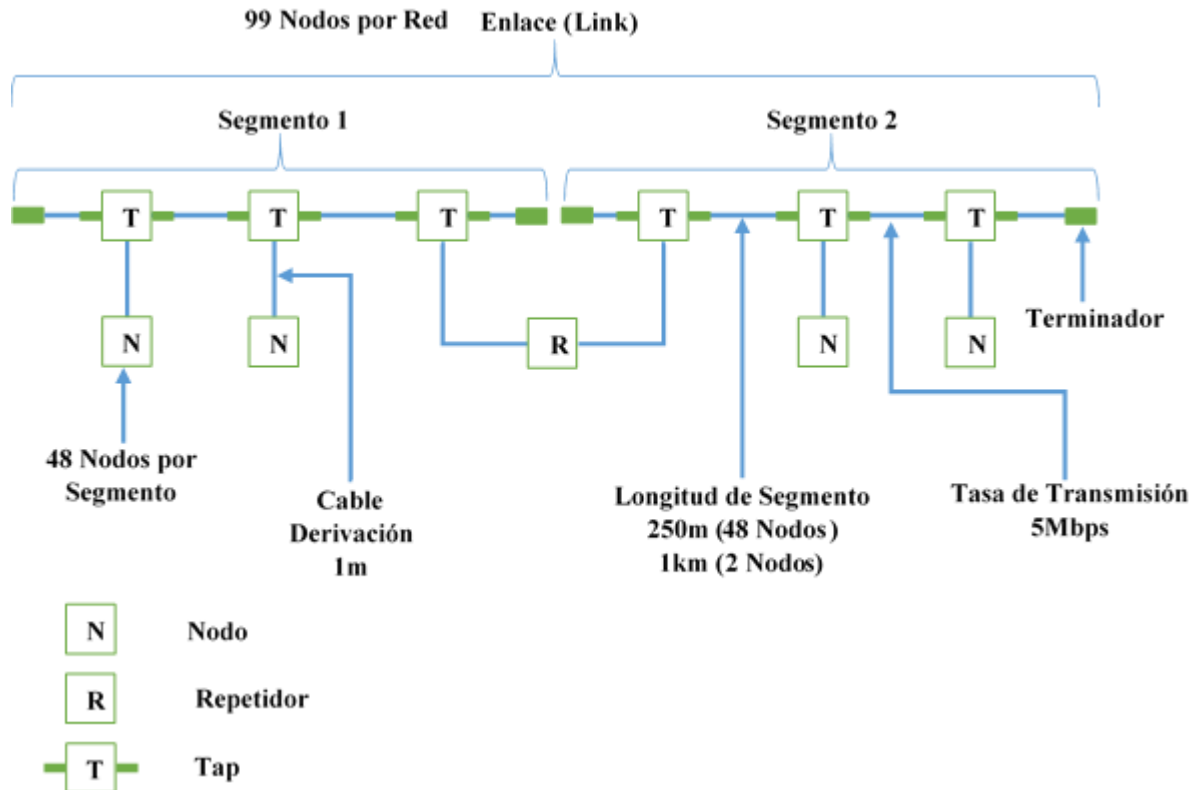 99 Nodos por Red Enlace (Link)
Segmento 1 Segmento 2
T T T T T T
N N R N N
Terminador
48 Nodos por
Segmento
Cable
Derivación
1m
Longitud de Segmento
250m (48 Nodos)
1km (2 Nodos)
Tasa de Transmisión
5Mbps
N Nodo
R Repetidor
T Tap